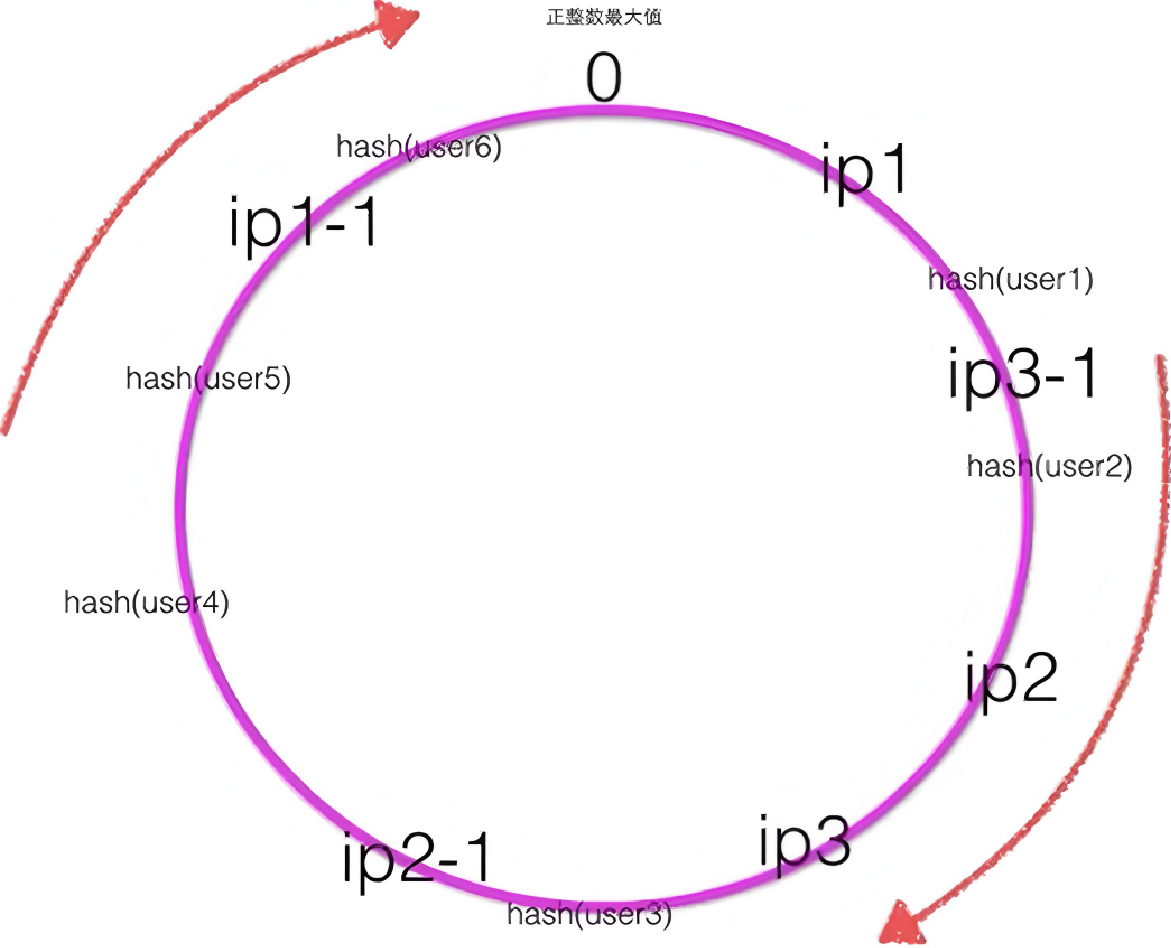 正整数最大值
0
hash(user6)
ip1
ip1-1
hash(user1)
ip3-1
hash(user5)
hash(user2)
hash(user4)
ip2
ip3
ip2-1
hash(user3)